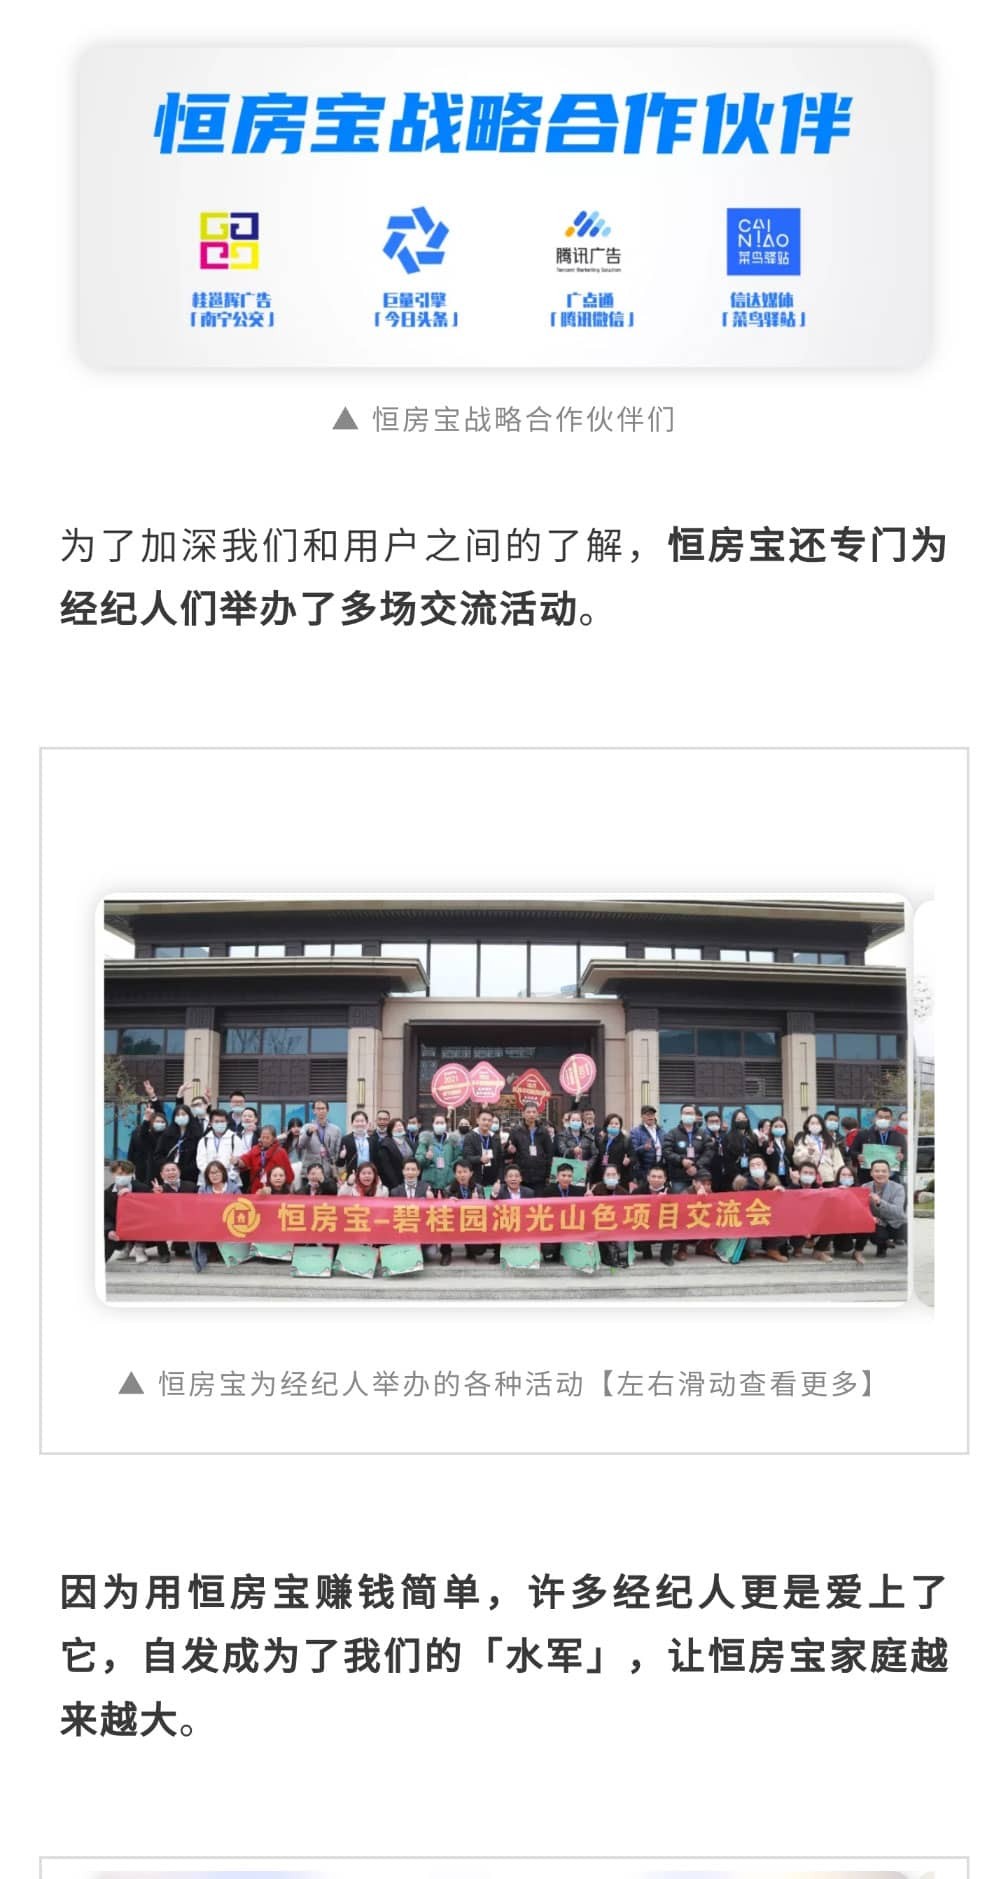 恒房宝战略合作伙伴
腾讯广告
Tencent Marketing Solution
CAI
NIAO
菜鸟驿站
桂邕辉广告
「南宁公交」
巨量引擎
「今日头条」
广点通
「腾讯微信」
信达媒体
「菜鸟驿站」
▲ 恒房宝战略合作伙伴们
为了加深我们和用户之间的了解，恒房宝还专门为
经纪人们举办了多场交流活动。
2021
恒房宝-碧桂园湖光山色项目交流会
▲ 恒房宝为经纪人举办的各种活动【左右滑动查看更多】
因为用恒房宝赚钱简单，许多经纪人更是爱上了
它，自发成为了我们的「水军」，让恒房宝家庭越
来越大。